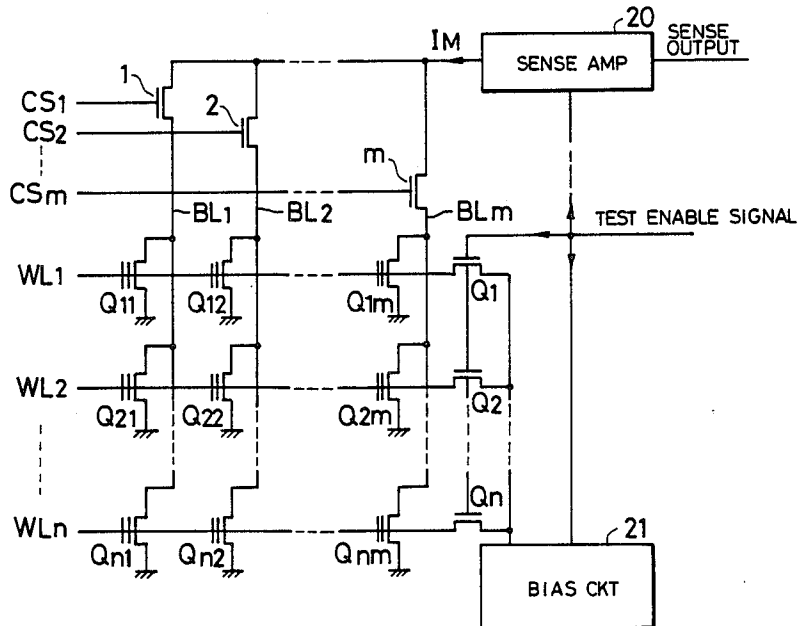 20
SENSE OUTPUT
IM
SENSE AMP
1
CS1
2
CS2
m
CSm
BL1
BL2
BLm
TEST ENABLE SIGNAL
WL1
Q11
Q12
Q1m
Q1
WL2
Q21
Q22
Q2m
Q2
Qn
WLn
Qn1
Qn2
Qnm
21
BIAS CKT